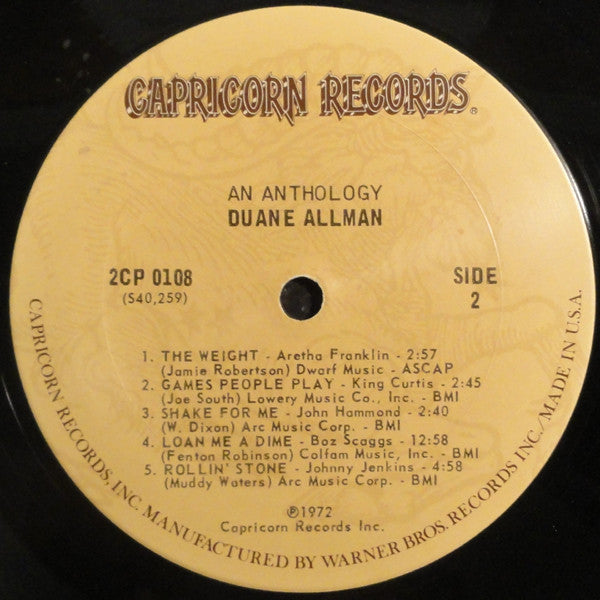 CAPRICORN RECORDS®
AN ANTHOLOGY
DUANE ALLMAN
2CP 0108
(S40,259)
SIDE
2
1. THE WEIGHT - Aretha Franklin - 2:57
(Jamie Robertson) Dwarf Music - ASCAP
2. GAMES PEOPLE PLAY - King Curtis - 2:45
(Joe South) Lowery Music Co., Inc. - BMI
3. SHAKE FOR ME - John Hammond - 2:40
(W. Dixon) Arc Music Corp. - BMI
4. LOAN ME A DIME - Boz Scaggs - 12:58
(Fenton Robinson) Colfam Music, Inc. - BMI
5. ROLLIN' STONE - Johnny Jenkins - 4:58
(Muddy Waters) Arc Music Corp. - BMI
℗1972
Capricorn Records Inc.
CAPRICORN RECORDS, INC. MANUFACTURED BY WARNER BROS. RECORDS INC./MADE IN U.S.A.